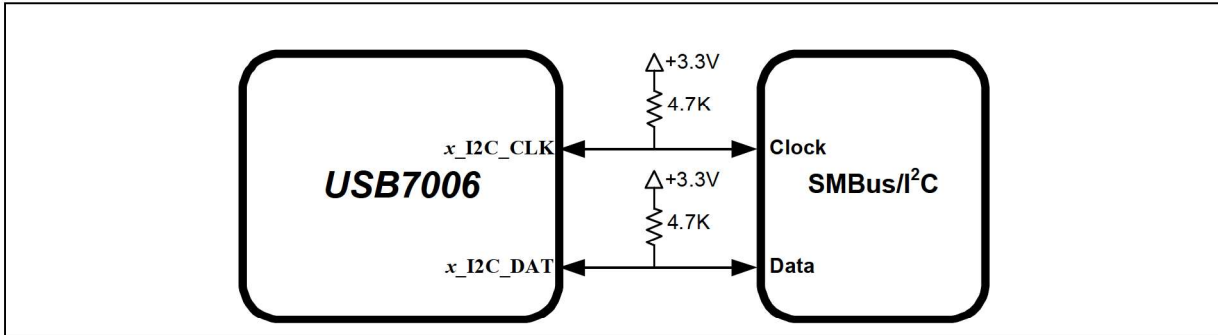 +3.3V
4.7K
x_I2C_CLK
Clock
USB7006
+3.3V
SMBus/I²C
4.7K
x_I2C_DAT
Data